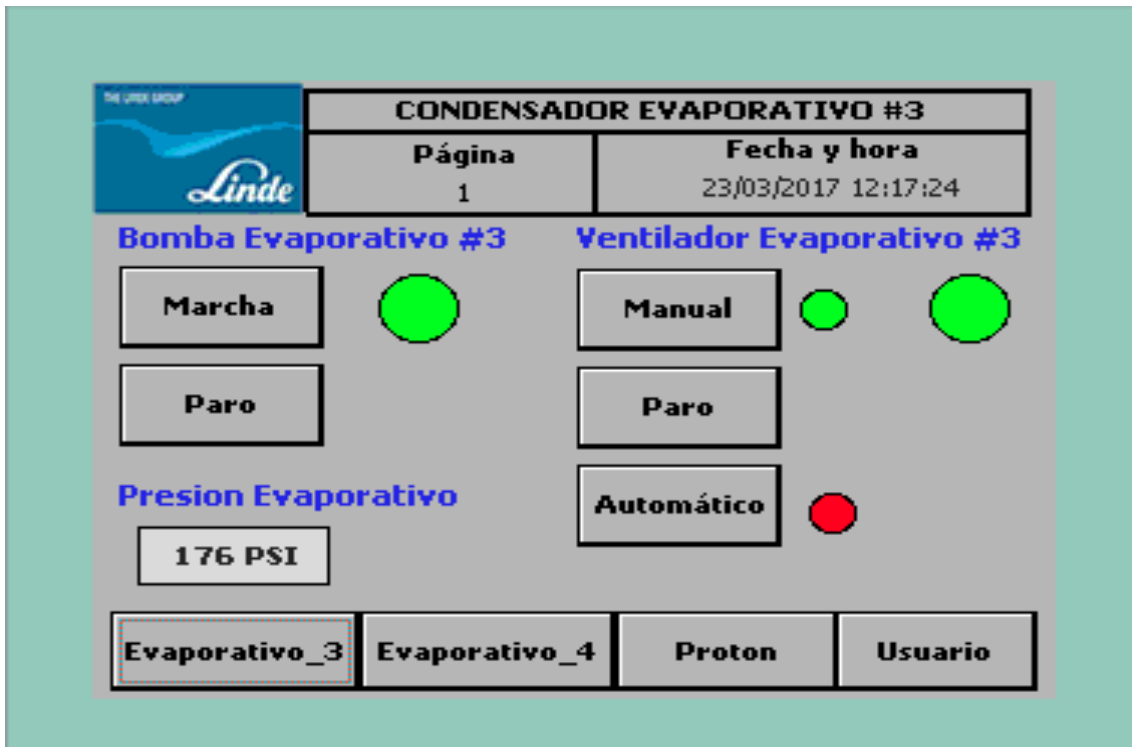 THE LINDE GROUP
Linde
CONDENSADOR EVAPORATIVO #3
Página
1
Fecha y hora
23/03/2017 12:17:24
Bomba Evaporativo #3
Marcha
Paro
Ventilador Evaporativo #3
Manual
Paro
Automático
Presion Evaporativo
176 PSI
Evaporativo_3
Evaporativo_4
Proton
Usuario